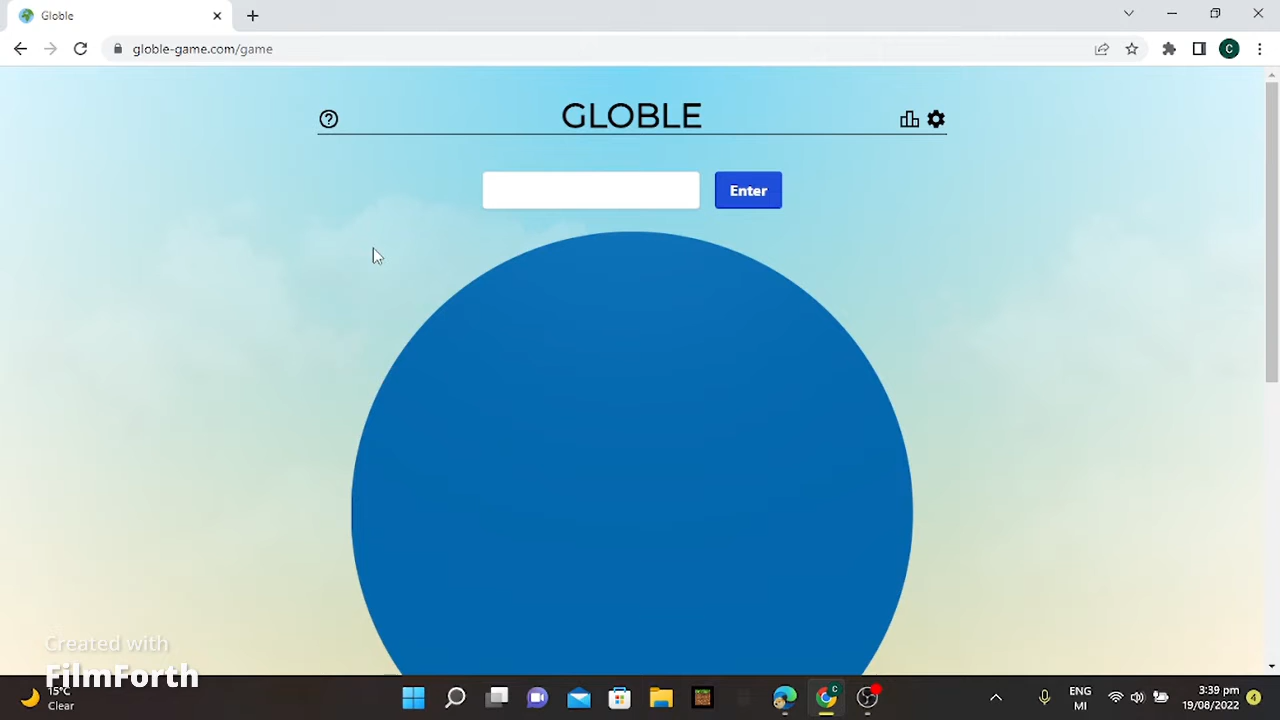 Globle
globle-game.com/game
C
GLOBLE
Enter
Created with
FilmForth
15°C
Clear
C
ENG
MI
3:39 pm
19/08/2022
4